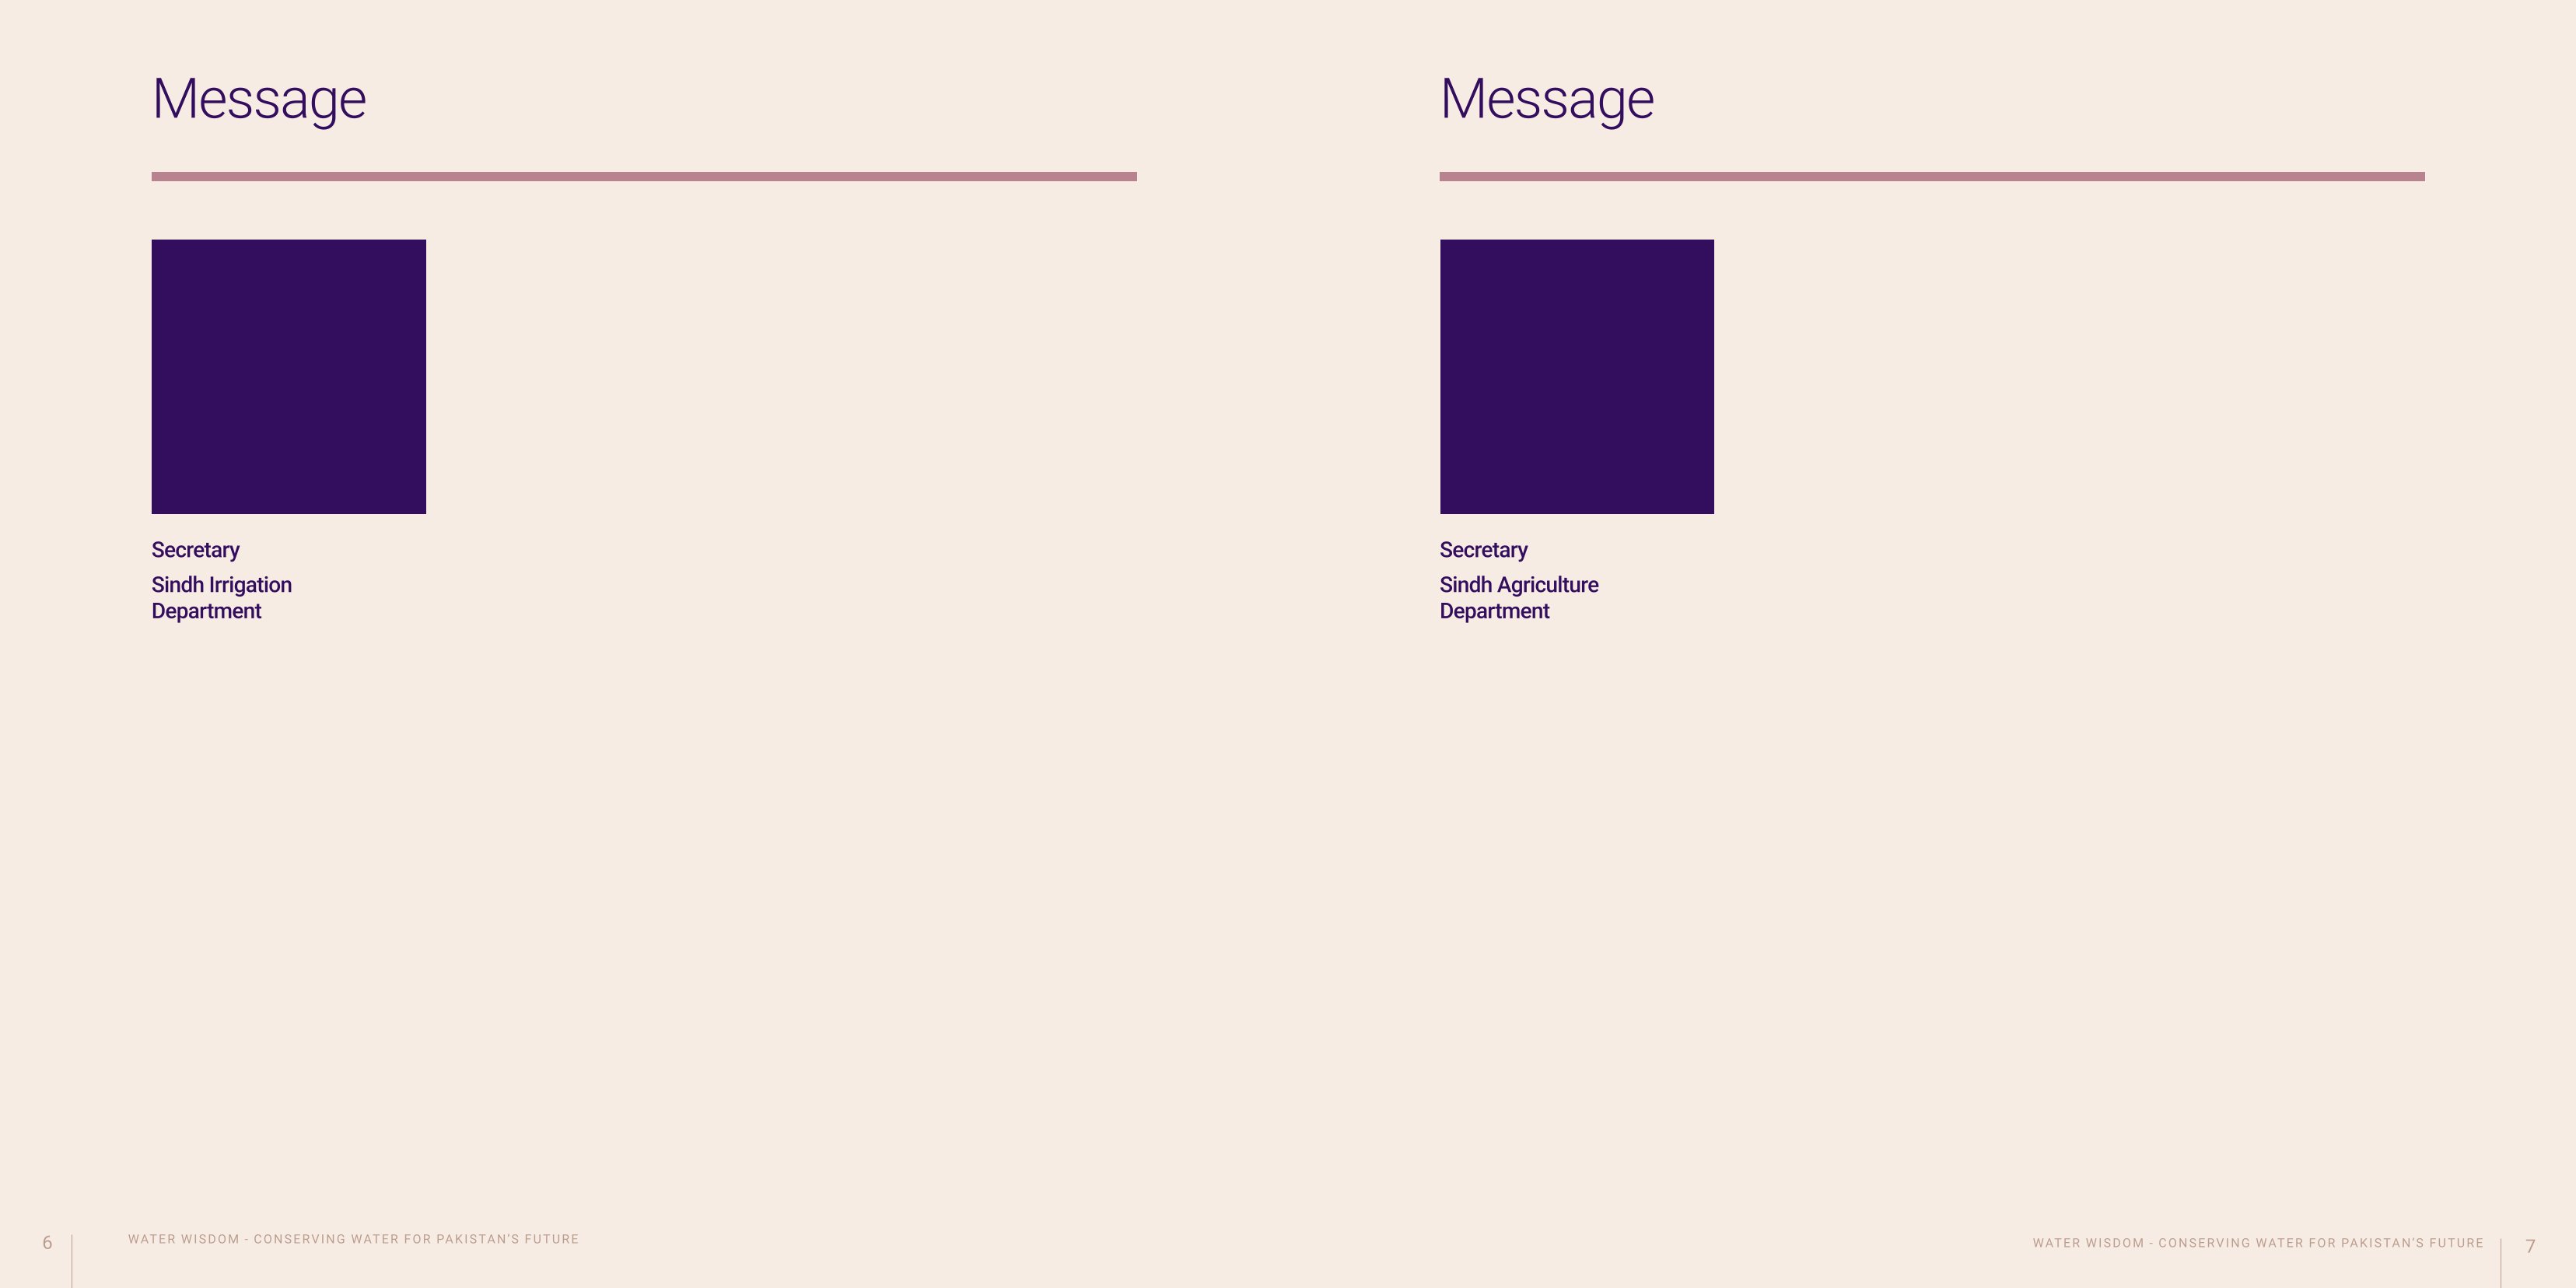 Message
Secretary
Sindh Irrigation
Department
6
WATER WISDOM - CONSERVING WATER FOR PAKISTAN'S FUTURE
Message
Secretary
Sindh Agriculture
Department
WATER WISDOM - CONSERVING WATER FOR PAKISTAN'S FUTURE
7